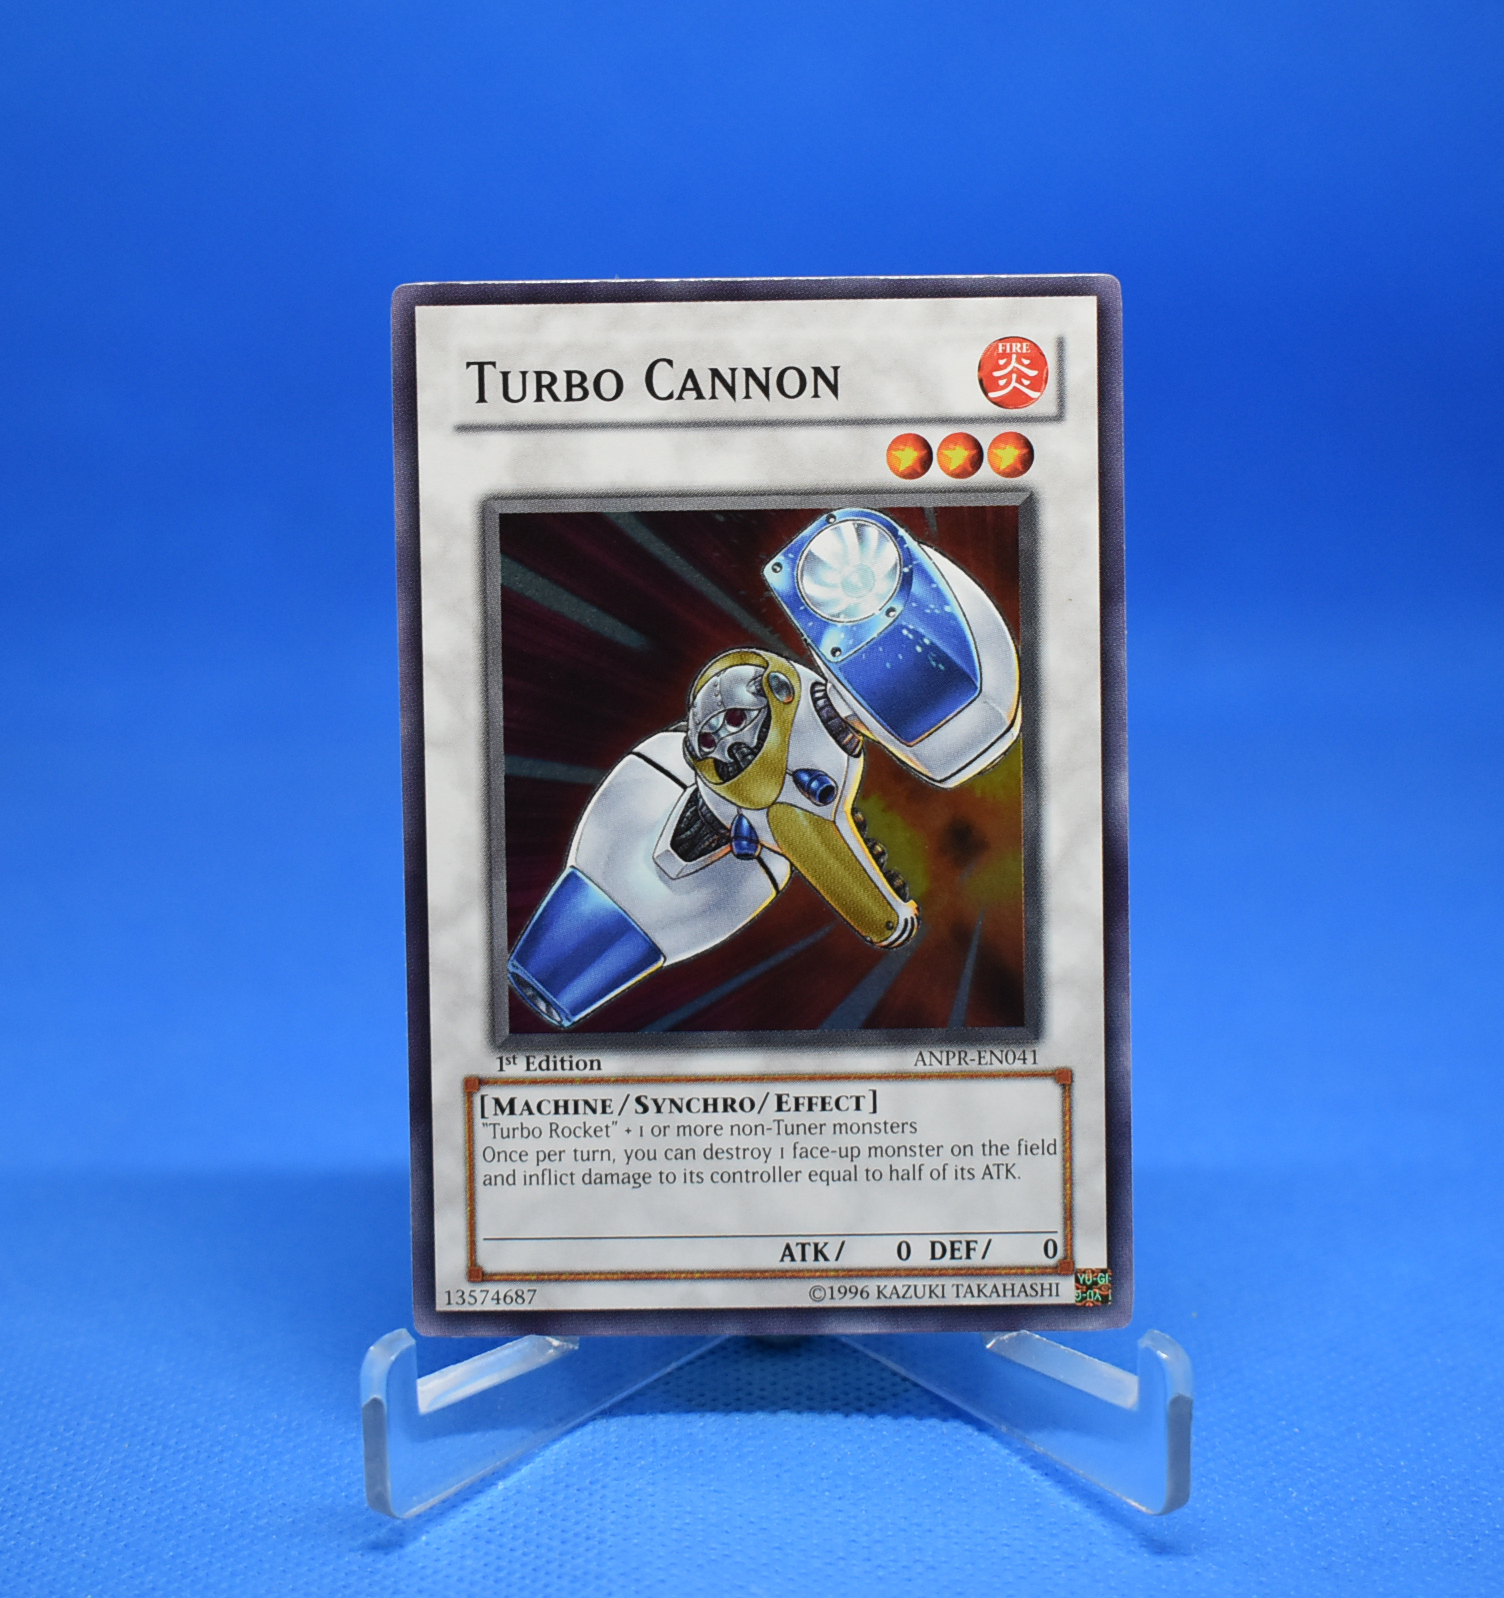 TURBO CANNON
FIRE
炎
1st Edition
ANPR-EN041
[MACHINE/SYNCHRO/EFFECT]
"Turbo Rocket" + 1 or more non-Tuner monsters
Once per turn, you can destroy 1 face-up monster on the field
and inflict damage to its controller equal to half of its ATK.
ATK/ 0 DEF/ 0
13574687
©1996 KAZUKI TAKAHASHI
YU-GI